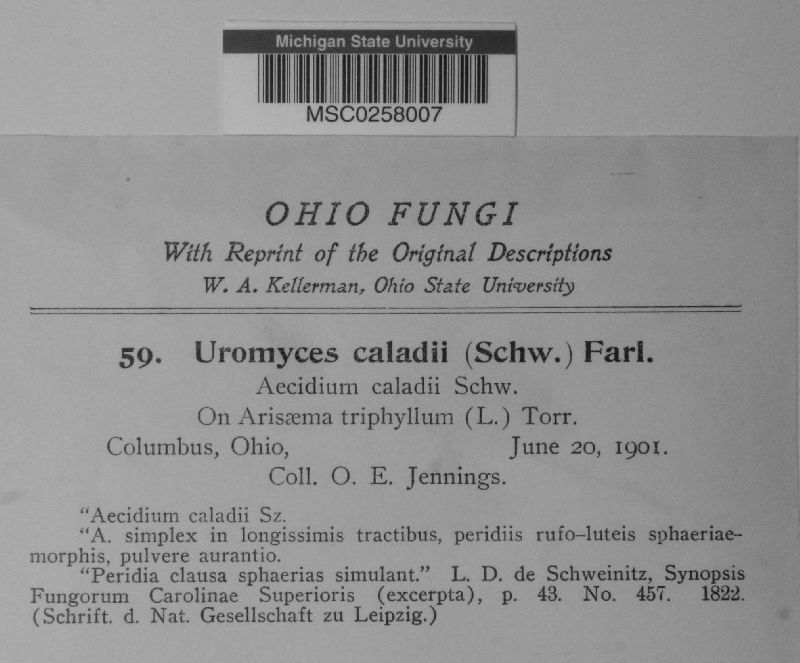 Michigan State University
MSC0258007
OHIO FUNGI
With Reprint of the Original Descriptions
W. A. Kellerman, Ohio State University
59. Uromyces caladii (Schw.) Farl.
Aecidium caladii Schw.
On Arisæma triphyllum (L.) Torr.
Columbus, Ohio, June 20, 1901.
Coll. O. E. Jennings.
"Aecidium caladii Sz.
"A. simplex in longissimis tractibus, peridiis rufo-luteis sphaeriae-
morphis, pulvere aurantio.
"Peridia clausa sphaerias simulant." L. D. de Schweinitz, Synopsis
Fungorum Carolinae Superioris (excerpta), p. 43. No. 457. 1822.
(Schrift. d. Nat. Gesellschaft zu Leipzig.)